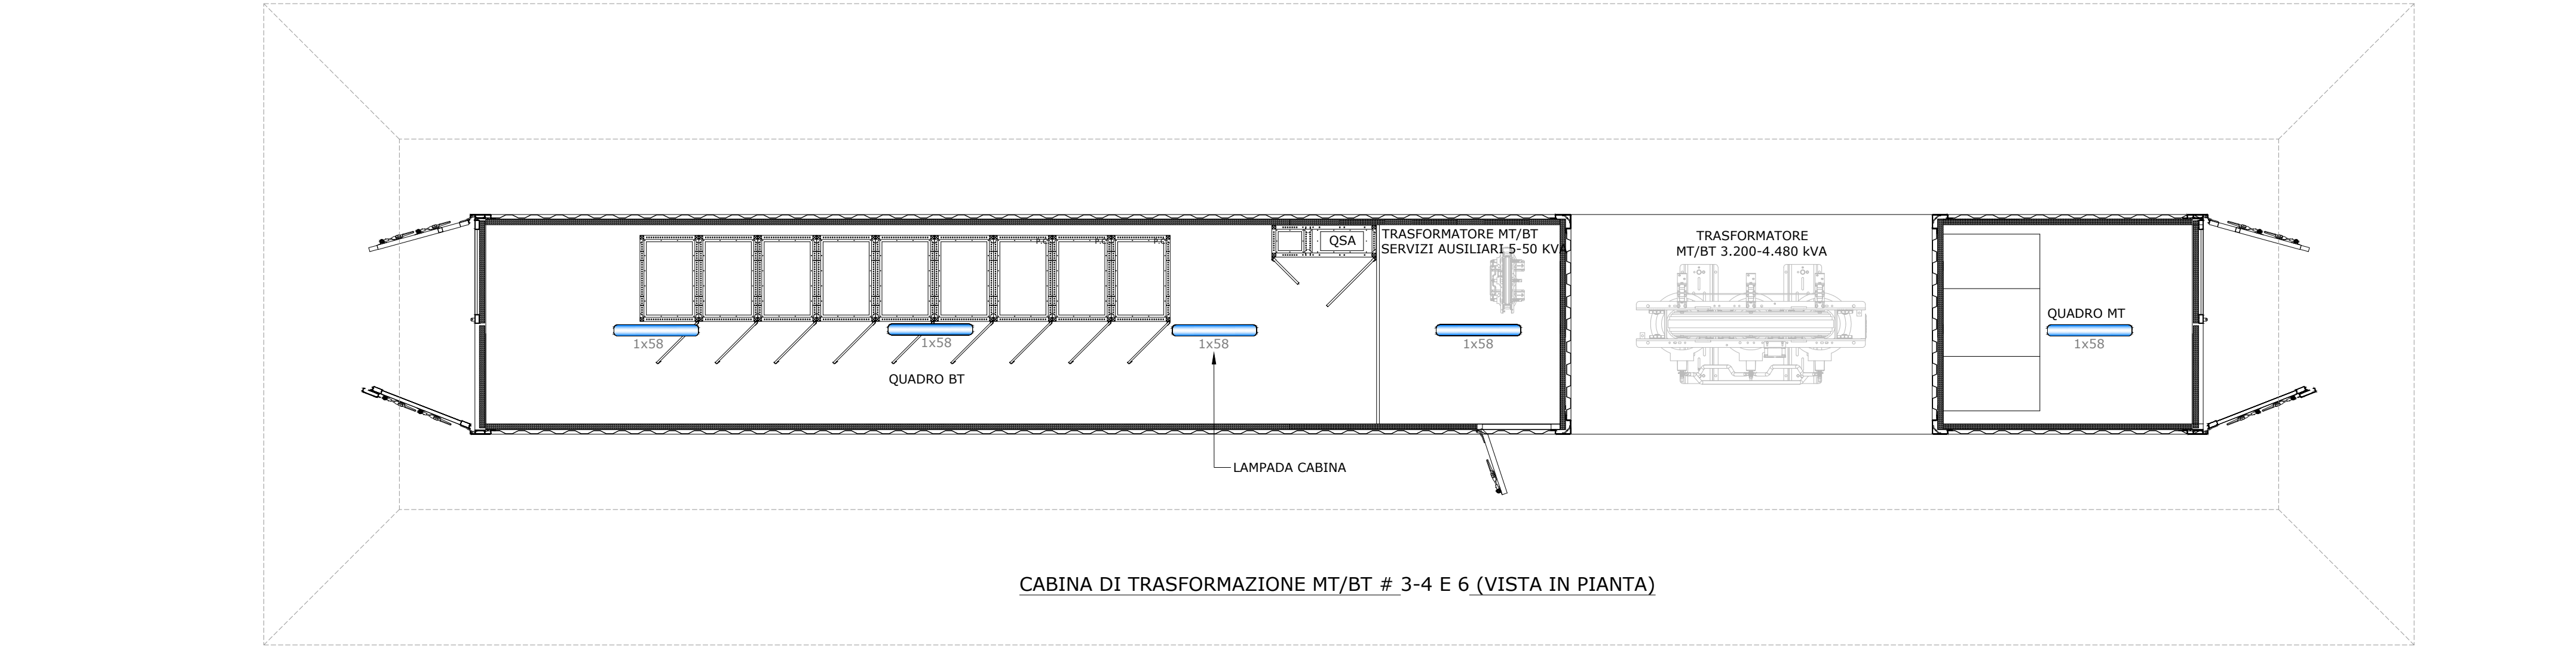 QSA
TRASFORMATORE MT/BT
SERVIZI AUSILIARI 5-50 KVA
TRASFORMATORE
MT/BT 3.200-4.480 kVA
QUADRO MT
1x58
1x58
1x58
1x58
1x58
QUADRO BT
LAMPADA CABINA
CABINA DI TRASFORMAZIONE MT/BT # 3-4 E 6 (VISTA IN PIANTA)